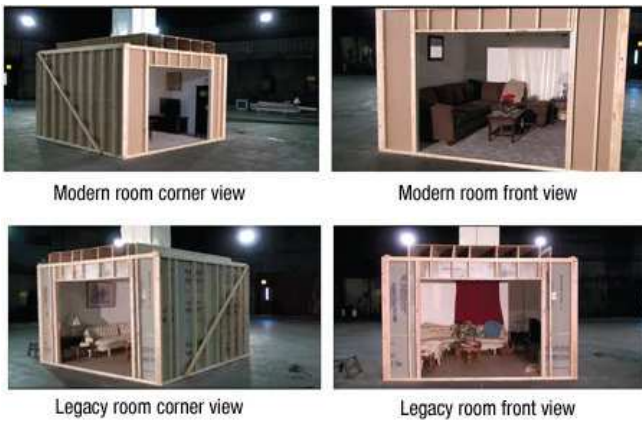 Modern room corner view
Modern room front view
Legacy room corner view
Legacy room front view